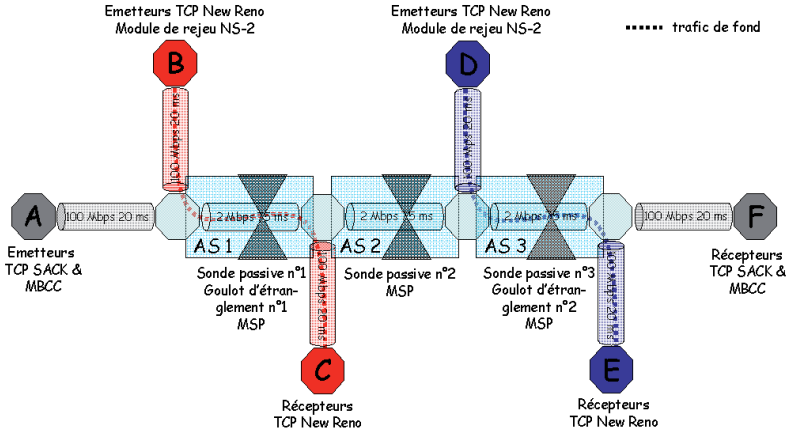 Emetteurs TCP New Reno
Module de rejeu NS-2
Emetteurs TCP New Reno
Module de rejeu NS-2
trafic de fond
B
D
100 Mbps 20 ms
100 Mbps 20 ms
A
100 Mbps 20 ms
2 Mbps 75 ms
2 Mbps 75 ms
2 Mbps 75 ms
100 Mbps 20 ms
F
AS 1
AS 2
AS 3
Emetteurs
TCP SACK &
MBCC
Sonde passive n°1
Goulot d'étran-
glement n°1
MSP
Sonde passive n°2
MSP
Sonde passive n°3
Goulot d'étran-
glement n°2
MSP
Récepteurs
TCP SACK &
MBCC
100 Mbps 20 ms
100 Mbps 20 ms
C
E
Récepteurs
TCP New Reno
Récepteurs
TCP New Reno